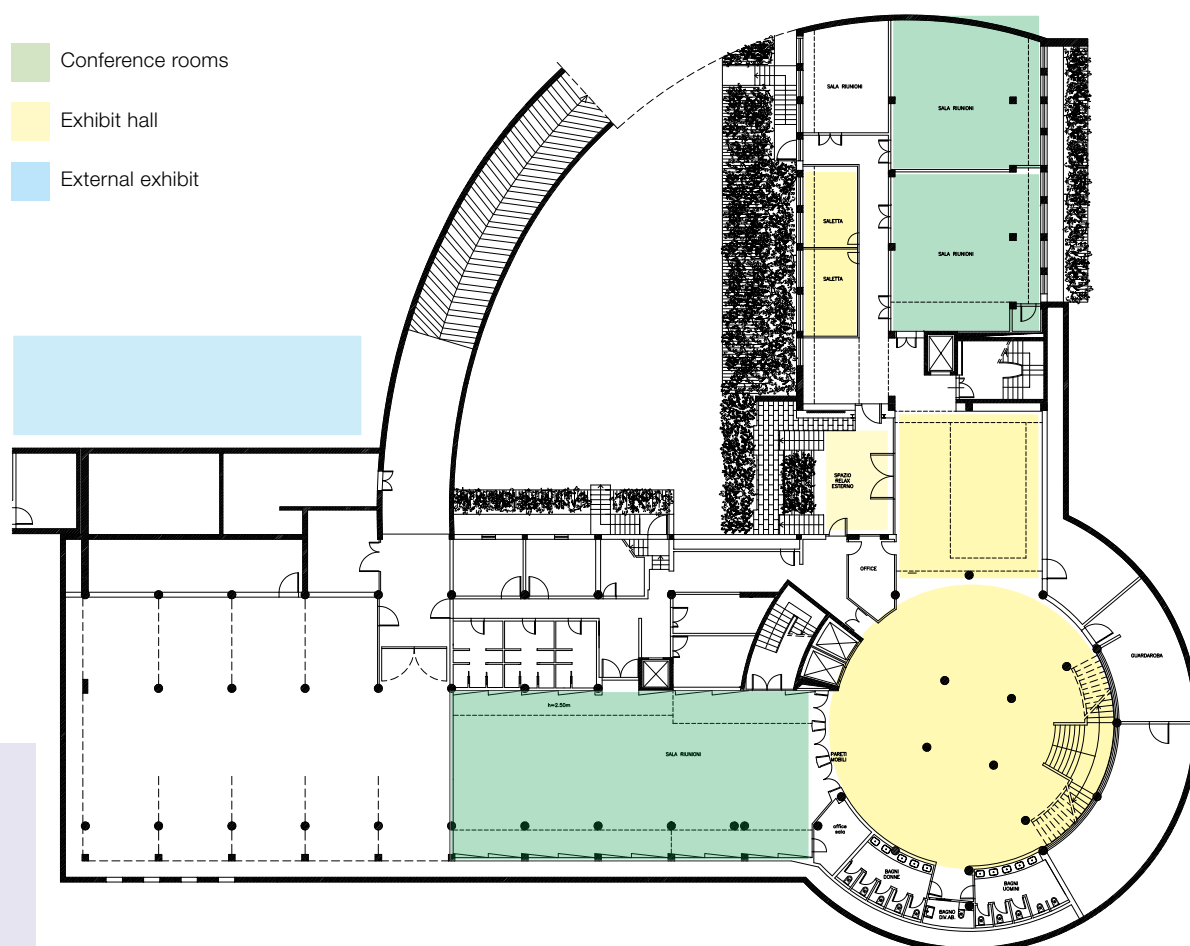 Conference rooms
Exhibit hall
External exhibit
SALA RIUNIONI
SALA RIUNIONI
SALETTA
SALA RIUNIONI
SALETTA
SPAZIO
RELAX
ESTERNO
OFFICE
GUARDAROBA
h=2.50m
SALA RIUNIONI
PARETI
MOBILI
office
sala
BAGNI
DONNE
BAGNI
UOMINI
BAGNO
DIV.AB.